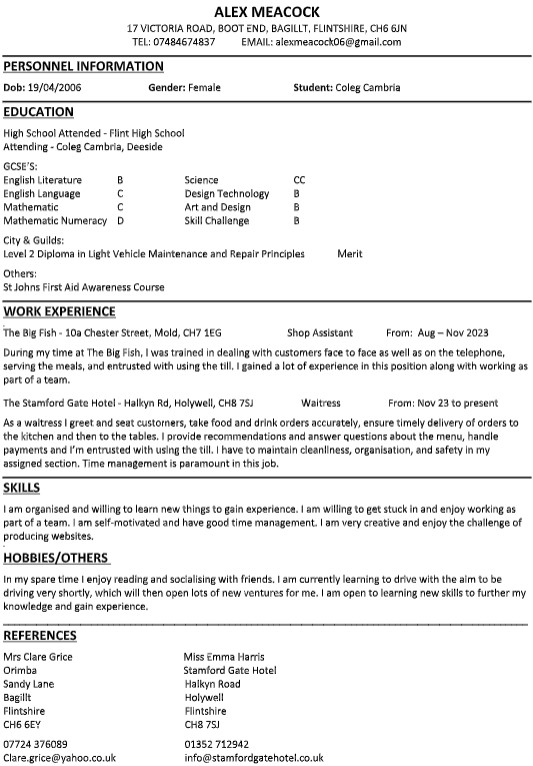 ALEX MEACOCK
17 VICTORIA ROAD, BOOT END, BAGILLT, FLINTSHIRE, CH6 6JN
TEL: 07484674837 EMAIL: alexmeacock06@gmail.com
PERSONNEL INFORMATION
Dob: 19/04/2006 Gender: Female Student: Coleg Cambria
EDUCATION
High School Attended - Flint High School
Attending - Coleg Cambria, Deeside
GCSE'S:
English Literature B Science CC
English Language C Design Technology B
Mathematic C Art and Design B
Mathematic Numeracy D Skill Challenge B
City & Guilds:
Level 2 Diploma in Light Vehicle Maintenance and Repair Principles Merit
Others:
St Johns First Aid Awareness Course
WORK EXPERIENCE
The Big Fish - 10a Chester Street, Mold, CH7 1EG Shop Assistant From: Aug – Nov 2023
During my time at The Big Fish, I was trained in dealing with customers face to face as well as on the telephone,
serving the meals, and entrusted with using the till. I gained a lot of experience in this position along with working as
part of a team.
The Stamford Gate Hotel - Halkyn Rd, Holywell, CH8 7SJ Waitress From: Nov 23 to present
As a waitress I greet and seat customers, take food and drink orders accurately, ensure timely delivery of orders to
the kitchen and then to the tables. I provide recommendations and answer questions about the menu, handle
payments and I'm entrusted with using the till. I have to maintain cleanliness, organisation, and safety in my
assigned section. Time management is paramount in this job.
SKILLS
I am organised and willing to learn new things to gain experience. I am willing to get stuck in and enjoy working as
part of a team. I am self-motivated and have good time management. I am very creative and enjoy the challenge of
producing websites.
HOBBIES/OTHERS
In my spare time I enjoy reading and socialising with friends. I am currently learning to drive with the aim to be
driving very shortly, which will then open lots of new ventures for me. I am open to learning new skills to further my
knowledge and gain experience.
REFERENCES
Mrs Clare Grice Miss Emma Harris
Orimba Stamford Gate Hotel
Sandy Lane Halkyn Road
Bagillt Holywell
Flintshire Flintshire
CH6 6EY CH8 7SJ
07724 376089 01352 712942
Clare.grice@yahoo.co.uk info@stamfordgatehotel.co.uk